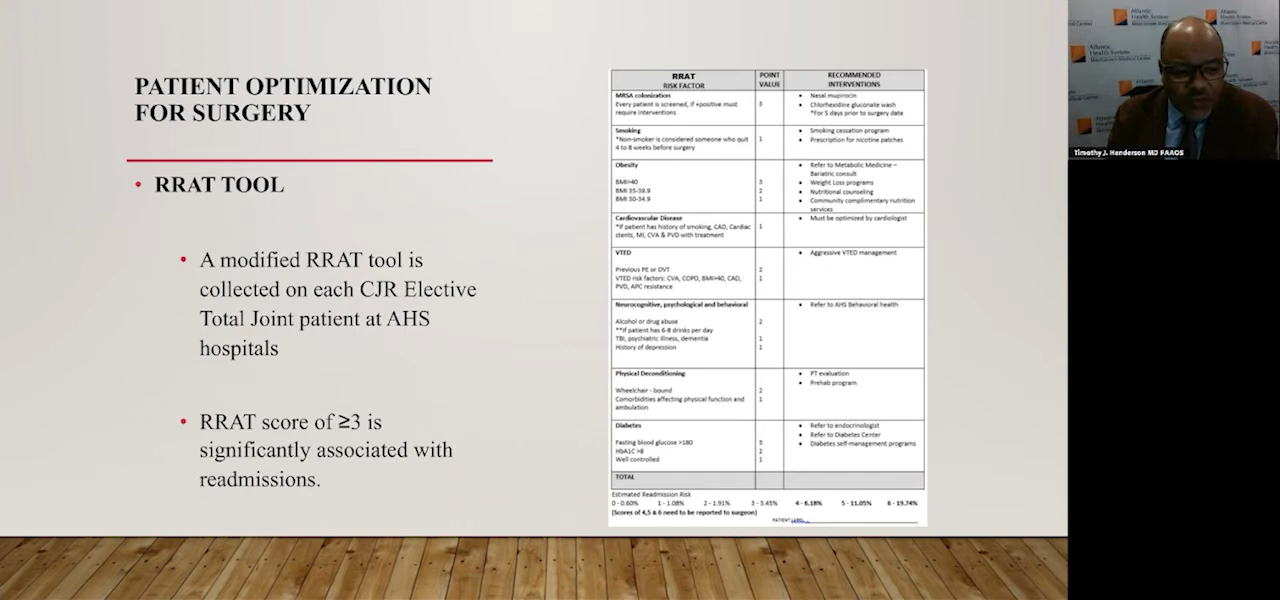 PATIENT OPTIMIZATION
FOR SURGERY
• RRAT TOOL
• A modified RRAT tool is
collected on each CJR Elective
Total Joint patient at AHS
hospitals
• RRAT score of ≥3 is
significantly associated with
readmissions.
RRAT
RISK FACTOR
POINT
VALUE
RECOMMENDED
INTERVENTIONS
MRSA colonization
Every patient is screened, if +positive must
require interventions
3
• Nasal mupirocin
• Chlorhexidine gluconate wash
*For 5 days prior to surgery date
Smoking
*Non-smoker is considered someone who quit
4 to 8 weeks before surgery
1
• Smoking cessation program
• Prescription for nicotine patches
Obesity
BMI>40 3
BMI 35-39.9 2
BMI 30-34.9 1
• Refer to Metabolic Medicine –
Bariatric consult
• Weight Loss programs
• Nutritional counseling
• Community complimentary nutrition
services
Cardiovascular Disease
*If patient has history of smoking, CAD, Cardiac
stents, MI, CVA & PVD with treatment
1
• Must be optimized by cardiologist
VTED
Previous PE or DVT 2
VTED risk factors: CVA, COPD, BMI>40, CAD, 1
PVD, APC resistance
• Aggressive VTED management
Neurocognitive, psychological and behavioral
Alcohol or drug abuse 2
**If patient has 6-8 drinks per day
TBI, psychiatric illness, dementia 1
History of depression 1
• Refer to AHS Behavioral health
Physical Deconditioning
Wheelchair - bound 2
Comorbidities affecting physical function and 1
ambulation
• PT evaluation
• Prehab program
Diabetes
Fasting blood glucose >180 3
HbA1C >8 2
Well controlled 1
• Refer to endocrinologist
• Refer to Diabetes Center
• Diabetes self-management programs
TOTAL
Estimated Readmission Risk
0 - 0.60% 1 - 1.08% 2 - 1.91% 3 - 3.45% 4 - 6.18% 5 - 11.05% 6 - 19.74%
(Scores of 4,5 & 6 need to be reported to surgeon)
PATIENT LABEL
Atlantic
Health System
Timothy J. Henderson MD FAAOS